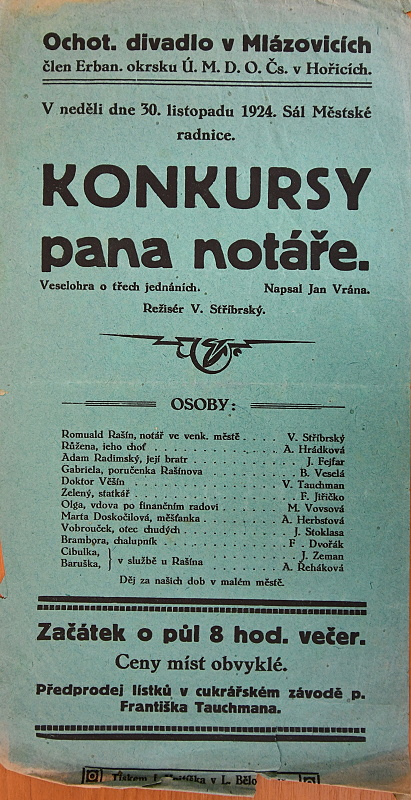 Ochot. divadlo v Mlázovicích
člen Erban. okrsku Ú. M. D. O. Čs. v Hořicích.
V neděli dne 30. listopadu 1924. Sál Městské
radnice.
KONKURSY
pana notáře.
Veselohra o třech jednáních. Napsal Jan Vrána.
Režisér V. Stříbrský.
OSOBY:
Romuald Rašín, notář ve venk. městě . . . . V. Stříbrský
Růžena, jeho choť . . . . . . . . . . . A. Hrádková
Adam Radimský, její bratr . . . . . . . . . J. Fejfar
Gabriela, poručenka Rašínova . . . . . . . B. Veselá
Doktor Věšín . . . . . . . . . . . . V. Tauchman
Zelený, statkář . . . . . . . . . . . . F. Jiřičko
Olga, vdova po finančním radovi . . . . . M. Vovsová
Marta Doskočilová, měšťanka . . . . . . A. Herbstová
Vobrouček, otec chudých . . . . . . . . J. Stoklasa
Brambora, chalupník . . . . . . . . . . F. Dvořák
Cibulka, } v službě u Rašína . . . . . . . J. Zeman
Baruška, . . . . . . . A. Řeháková
Děj za našich dob v malém městě.
Začátek o půl 8 hod. večer.
Ceny míst obvyklé.
Předprodej lístků v cukrářském závodě p.
Františka Tauchmana.
Tiskem v L. Bělo